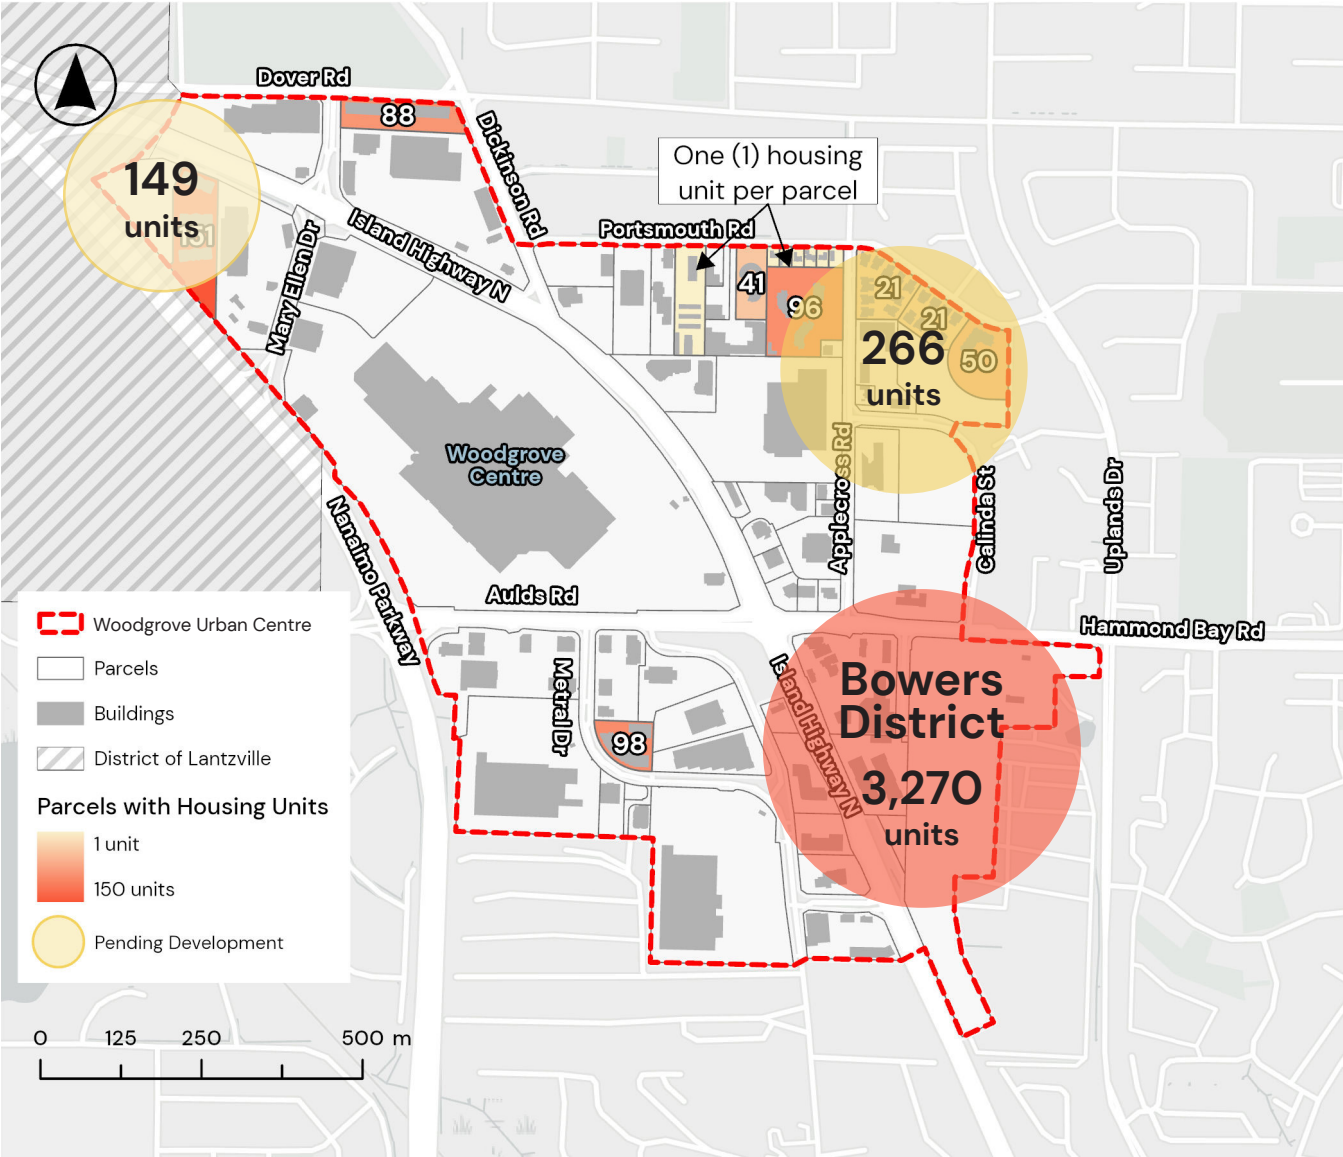 Dover Rd
88
Dickinson Rd
One (1) housing
unit per parcel
149
units
151
Island Highway N
Mary Ellen Dr
Portsmouth Rd
41
96
21
21
50
266
units
Woodgrove
Centre
Applecross Rd
Calinda St
Uplands Dr
Nanaimo Parkway
Aulds Rd
Hammond Bay Rd
Metral Dr
98
Island Highway N
Bowers
District
3,270
units
Woodgrove Urban Centre
Parcels
Buildings
District of Lantzville
Parcels with Housing Units
1 unit
150 units
Pending Development
0 125 250 500 m